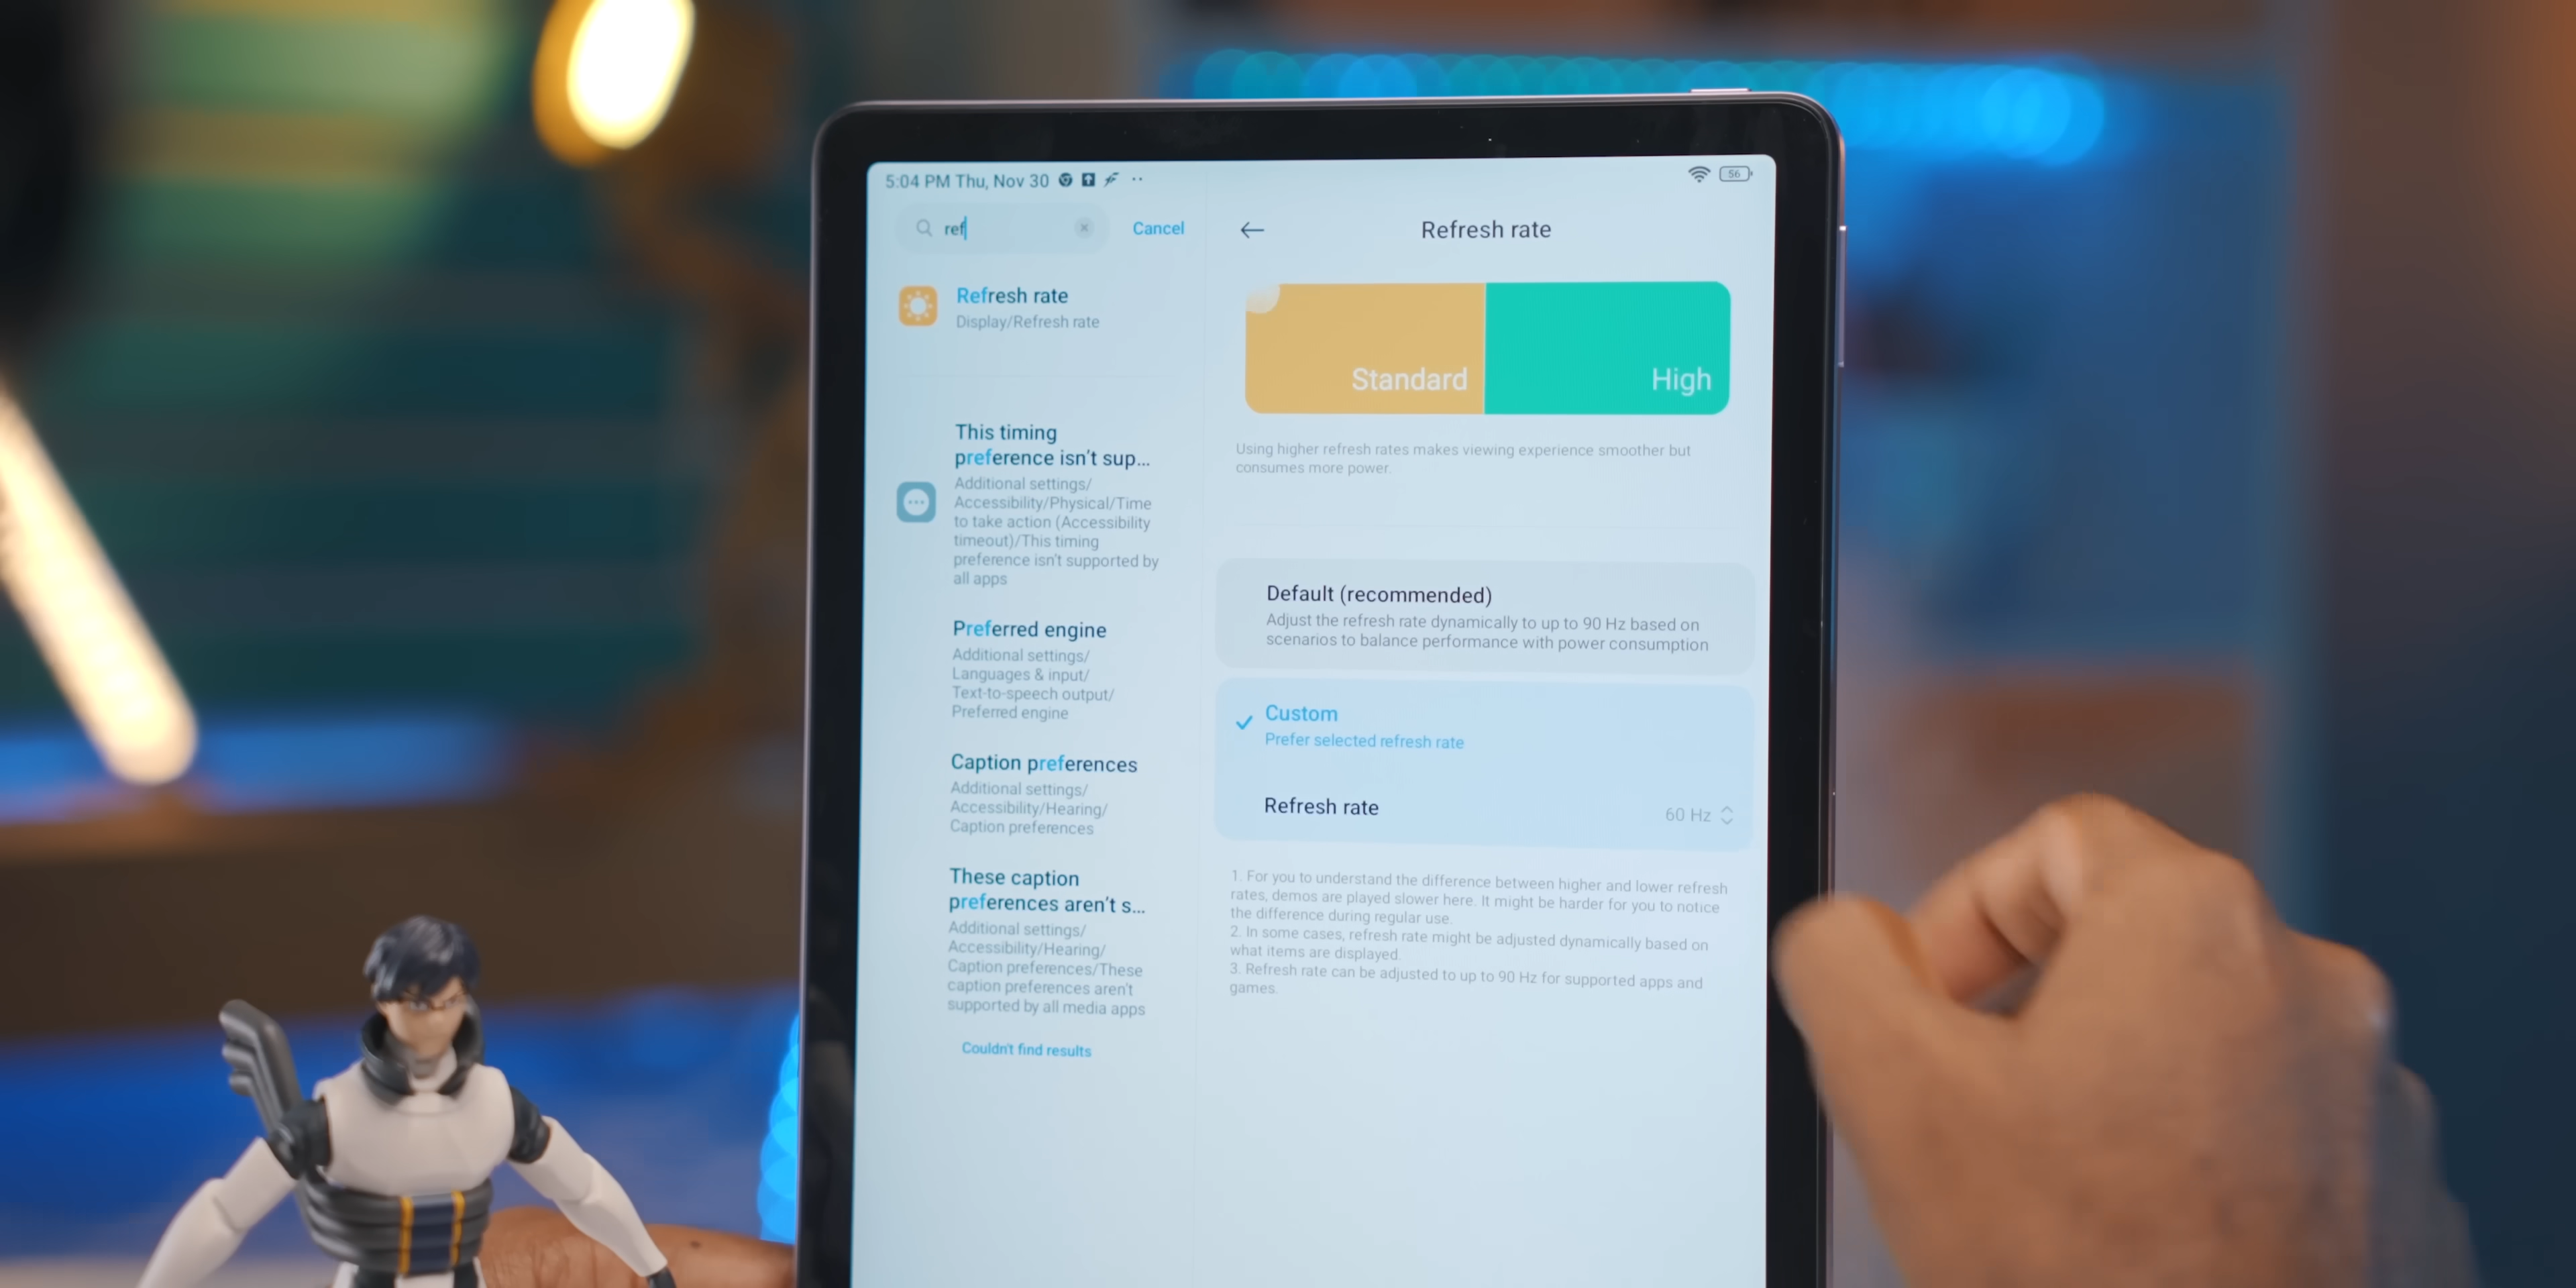 5:04 PM Thu, Nov 30
56
ref
Cancel
Refresh rate
Display/Refresh rate
This timing
preference isn't sup...
Additional settings/
Accessibility/Physical/Time
to take action (Accessibility
timeout)/This timing
preference isn't supported by
all apps
Preferred engine
Additional settings/
Languages & input/
Text-to-speech output/
Preferred engine
Caption preferences
Additional settings/
Accessibility/Hearing/
Caption preferences
These caption
preferences aren't s...
Additional settings/
Accessibility/Hearing/
Caption preferences/These
caption preferences aren't
supported by all media apps
Couldn't find results
Refresh rate
Standard
High
Using higher refresh rates makes viewing experience smoother but
consumes more power.
Default (recommended)
Adjust the refresh rate dynamically to up to 90 Hz based on
scenarios to balance performance with power consumption
Custom
Prefer selected refresh rate
Refresh rate
60 Hz
1. For you to understand the difference between higher and lower refresh
rates, demos are played slower here. It might be harder for you to notice
the difference during regular use.
2. In some cases, refresh rate might be adjusted dynamically based on
what items are displayed.
3. Refresh rate can be adjusted to up to 90 Hz for supported apps and
games.